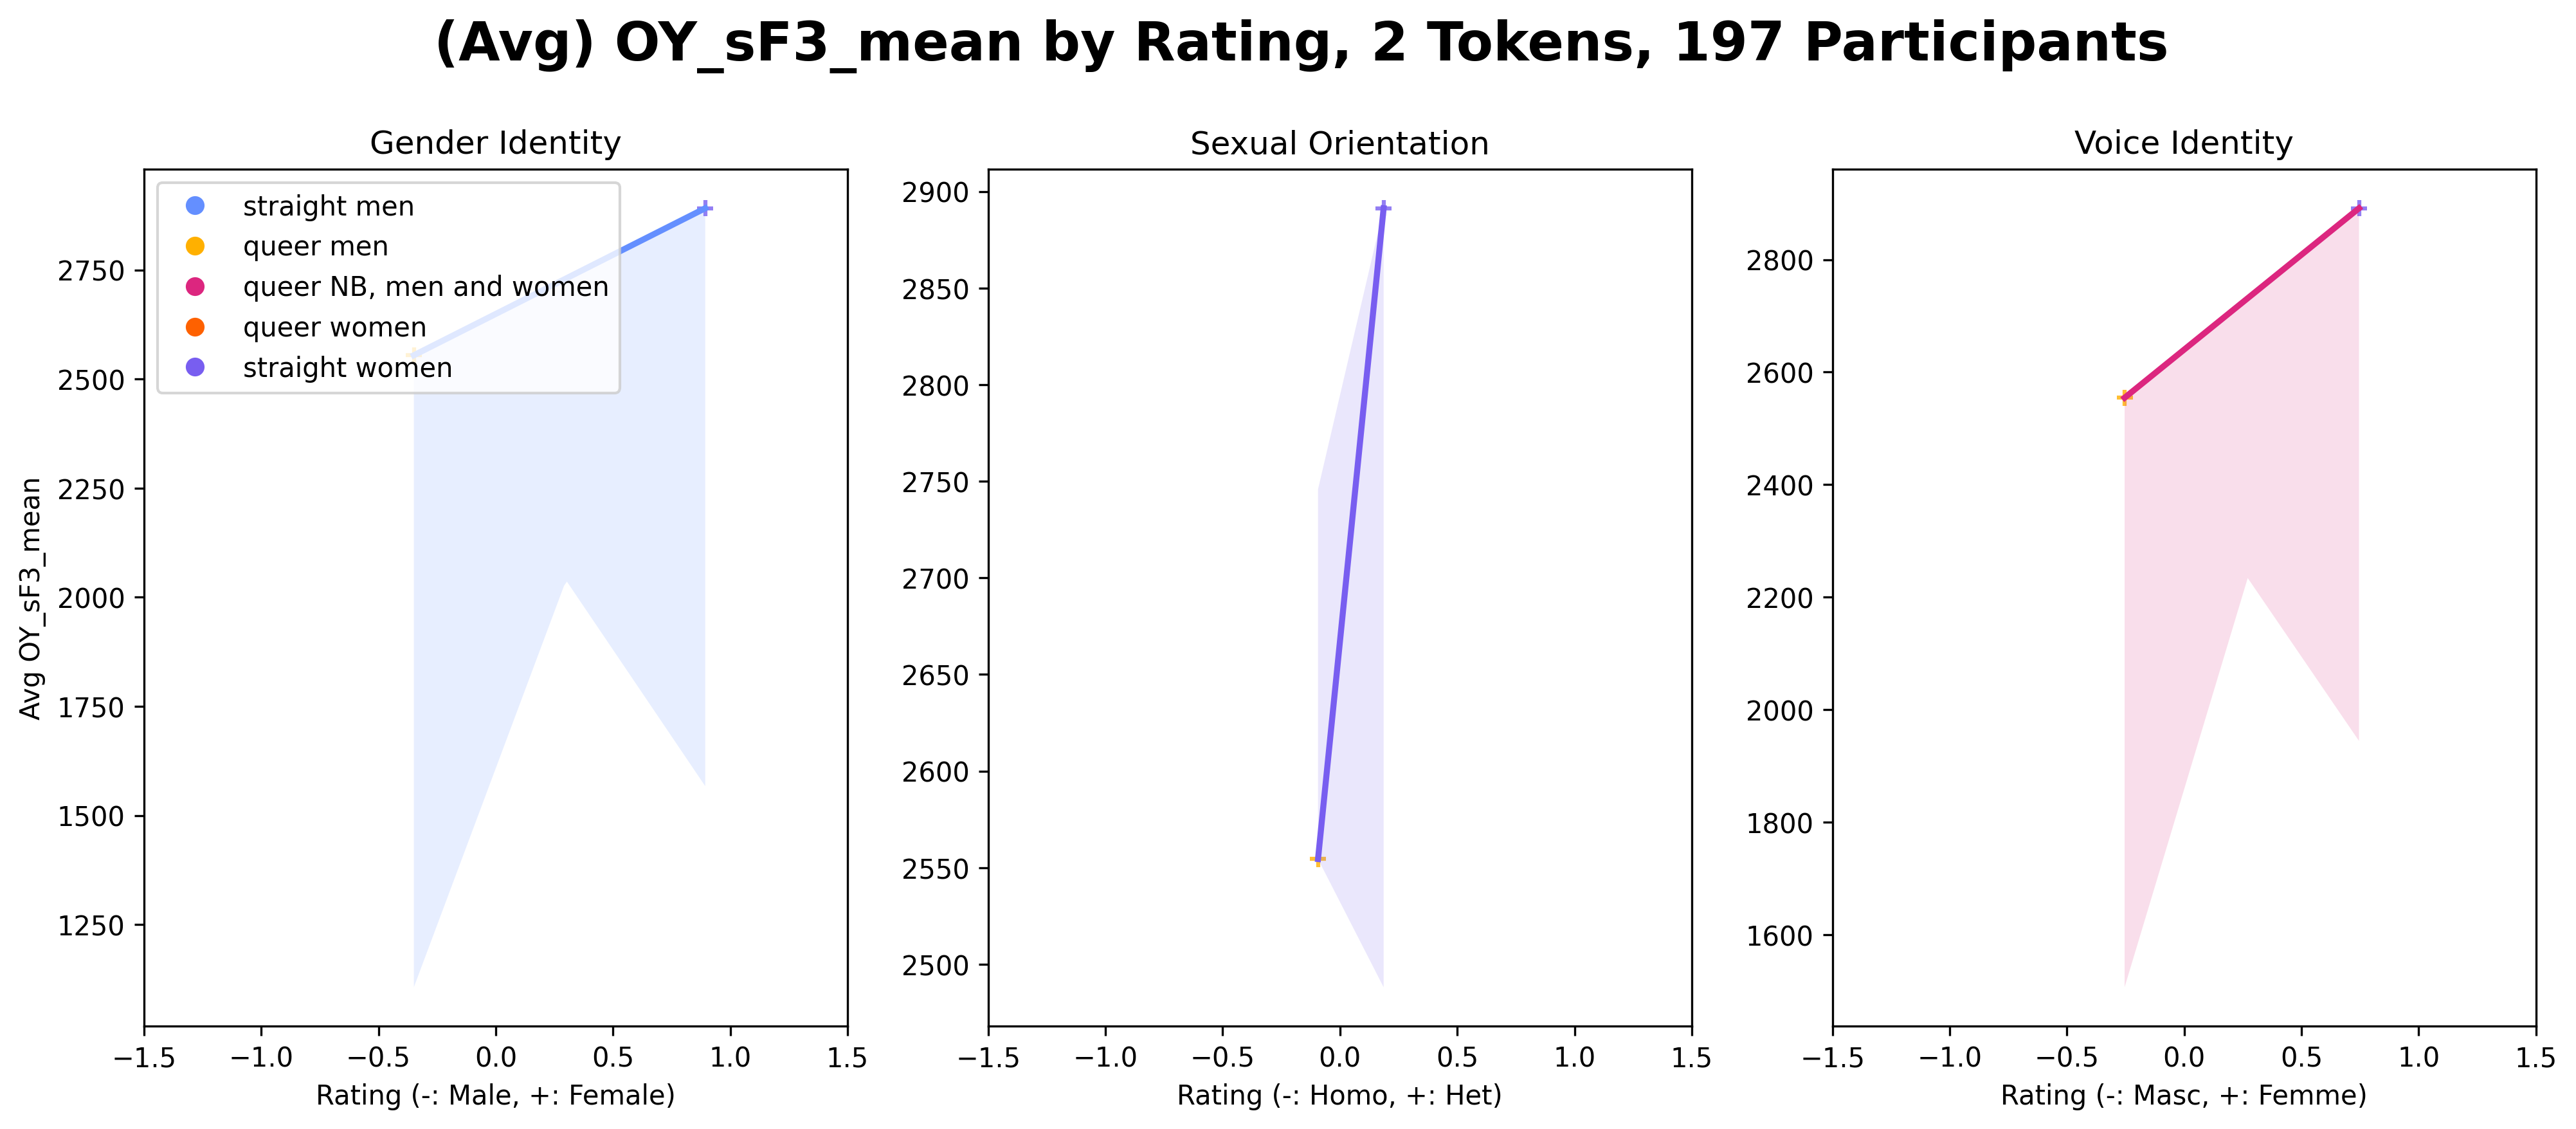 (Avg) OY_sF3_mean by Rating, 2 Tokens, 197 Participants
Gender Identity
straight men
queer men
queer NB, men and women
queer women
straight women
Avg OY_sF3_mean
2750
2500
2250
2000
1750
1500
1250
−1.5 −1.0 −0.5 0.0 0.5 1.0 1.5
Rating (-: Male, +: Female)
Sexual Orientation
2900
2850
2800
2750
2700
2650
2600
2550
2500
−1.5 −1.0 −0.5 0.0 0.5 1.0 1.5
Rating (-: Homo, +: Het)
Voice Identity
2800
2600
2400
2200
2000
1800
1600
−1.5 −1.0 −0.5 0.0 0.5 1.0 1.5
Rating (-: Masc, +: Femme)